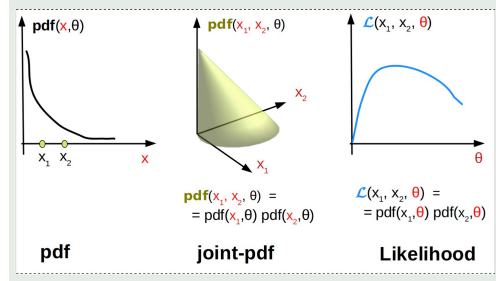 pdf(x,θ)
x₁ x₂
x
pdf
pdf(x₁, x₂, θ)
x₂
x₁
pdf(x₁, x₂, θ) =
= pdf(x₁,θ) pdf(x₂,θ)
joint-pdf
ℒ(x₁, x₂, θ)
θ
ℒ(x₁, x₂, θ) =
= pdf(x₁,θ) pdf(x₂,θ)
Likelihood